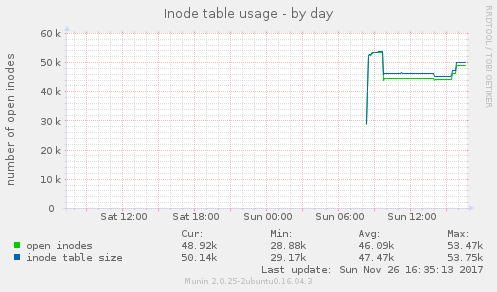 Inode table usage - by day
RRDTOOL / TOBI OETIKER
number of open inodes
60 k
50 k
40 k
30 k
20 k
10 k
0
Sat 12:00 Sat 18:00 Sun 00:00 Sun 06:00 Sun 12:00
Cur: Min: Avg: Max:
open inodes 48.92k 28.88k 46.09k 53.47k
inode table size 50.14k 29.17k 47.47k 53.75k
Last update: Sun Nov 26 16:35:13 2017
Munin 2.0.25-2ubuntu0.16.04.3